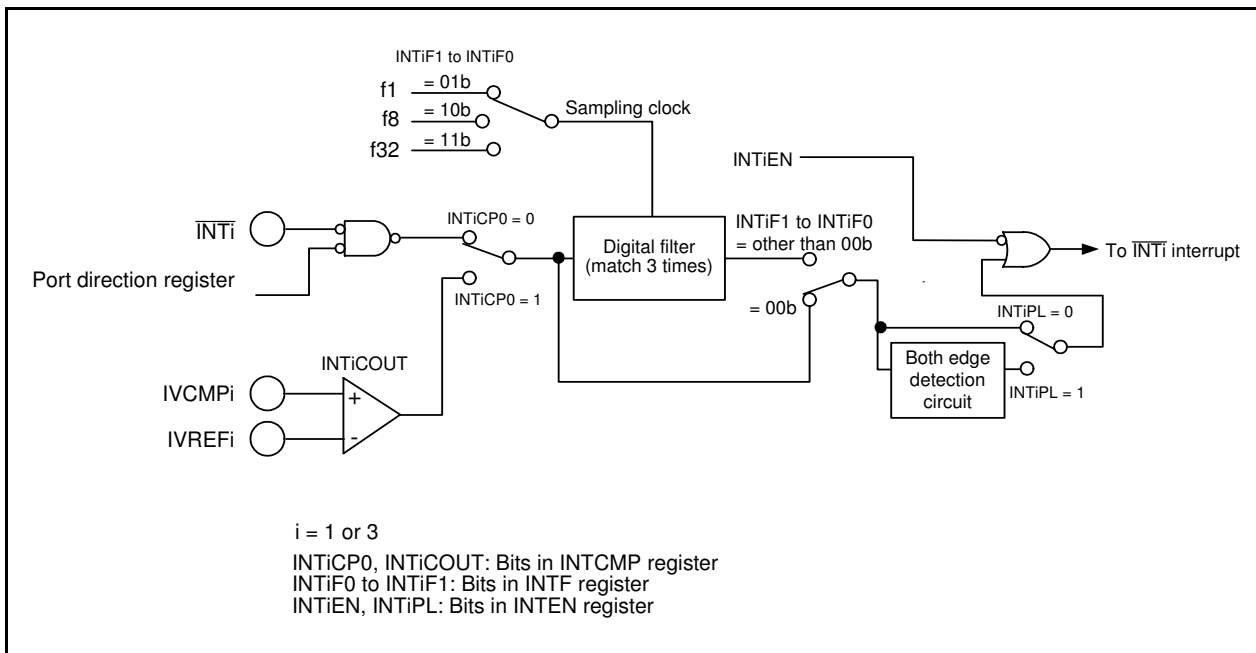 INTiF1 to INTiF0
f1
= 01b
f8
= 10b
f32
= 11b
Sampling clock
INTiEN
INTi
INTiCP0 = 0
Port direction register
INTiCP0 = 1
Digital filter
(match 3 times)
INTiF1 to INTiF0
= other than 00b
= 00b
To INTi interrupt
INTiPL = 0
Both edge
detection
circuit
INTiPL = 1
INTiCOUT
IVCMPi
+
IVREFi
-
i = 1 or 3
INTiCP0, INTiCOUT: Bits in INTCMP register
INTiF0 to INTiF1: Bits in INTF register
INTiEN, INTiPL: Bits in INTEN register